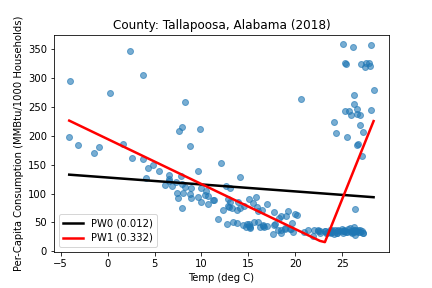 County: Tallapoosa, Alabama (2018)
Per-Capita Consumption (MMBtu/1000 Households)
350
300
250
200
150
100
50
0
PW0 (0.012)
PW1 (0.332)
−5 0 5 10 15 20 25
Temp (deg C)